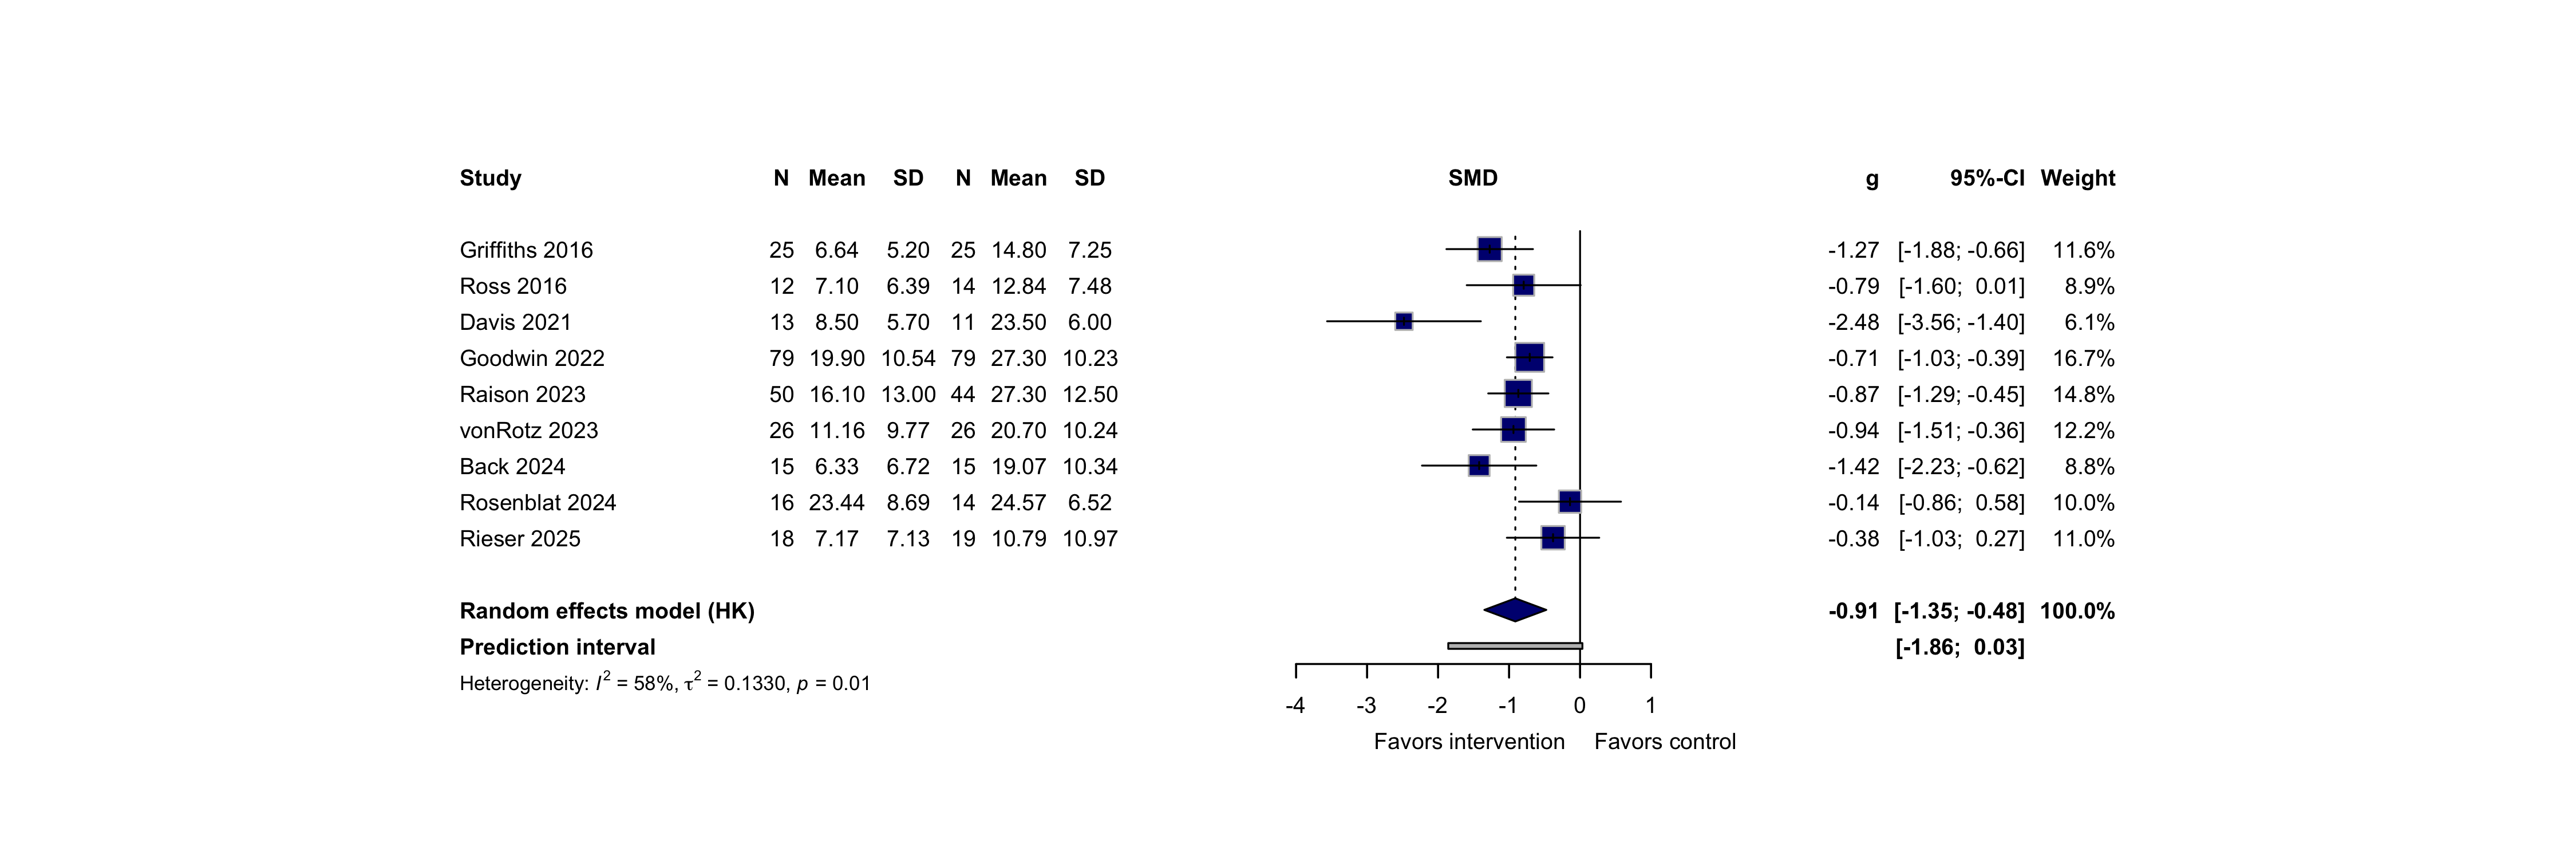 Study N Mean SD N Mean SD SMD g 95%-CI Weight
Griffiths 2016 25 6.64 5.20 25 14.80 7.25 -1.27 [-1.88; -0.66] 11.6%
Ross 2016 12 7.10 6.39 14 12.84 7.48 -0.79 [-1.60; 0.01] 8.9%
Davis 2021 13 8.50 5.70 11 23.50 6.00 -2.48 [-3.56; -1.40] 6.1%
Goodwin 2022 79 19.90 10.54 79 27.30 10.23 -0.71 [-1.03; -0.39] 16.7%
Raison 2023 50 16.10 13.00 44 27.30 12.50 -0.87 [-1.29; -0.45] 14.8%
vonRotz 2023 26 11.16 9.77 26 20.70 10.24 -0.94 [-1.51; -0.36] 12.2%
Back 2024 15 6.33 6.72 15 19.07 10.34 -1.42 [-2.23; -0.62] 8.8%
Rosenblat 2024 16 23.44 8.69 14 24.57 6.52 -0.14 [-0.86; 0.58] 10.0%
Rieser 2025 18 7.17 7.13 19 10.79 10.97 -0.38 [-1.03; 0.27] 11.0%
Random effects model (HK) -0.91 [-1.35; -0.48] 100.0%
Prediction interval [-1.86; 0.03]
Heterogeneity: I² = 58%, τ² = 0.1330, p = 0.01
-4 -3 -2 -1 0 1
Favors intervention Favors control